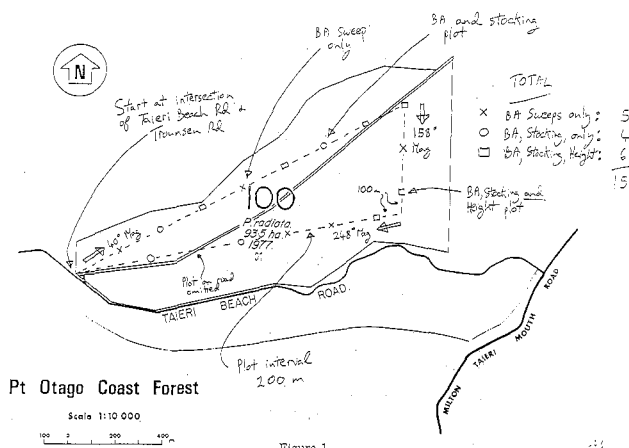 BA Sweep
only
BA and stocking
plot
N
Start at intersection
of Taieri Beach Rd &
Trounsen Rd
TOTAL
× BA Sweeps only: 5
○ BA, Stocking, only: 4
□ BA, Stocking, Height: 6
15
158°
Mag
100
100
BA, Stocking and
Height plot
P.radiata.
93.5 ha.
1977.
40° Mag
248° Mag
Plot on road
omitted
TAIERI BEACH ROAD
Plot interval
200 m
MILTON TAIERI MOUTH ROAD
Pt Otago Coast Forest
Scale 1:10 000
100 0 200 400
m
Figure 1